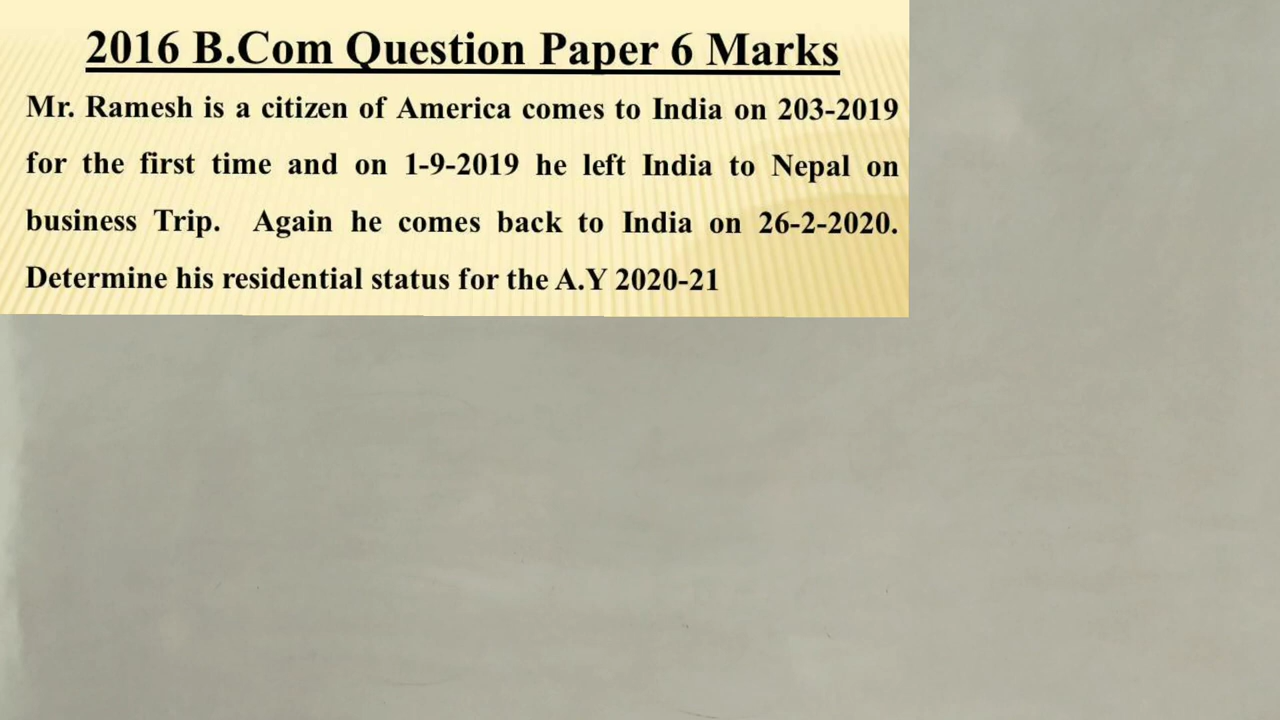 2016 B.Com Question Paper 6 Marks
Mr. Ramesh is a citizen of America comes to India on 203-2019
for the first time and on 1-9-2019 he left India to Nepal on
business Trip. Again he comes back to India on 26-2-2020.
Determine his residential status for the A.Y 2020-21